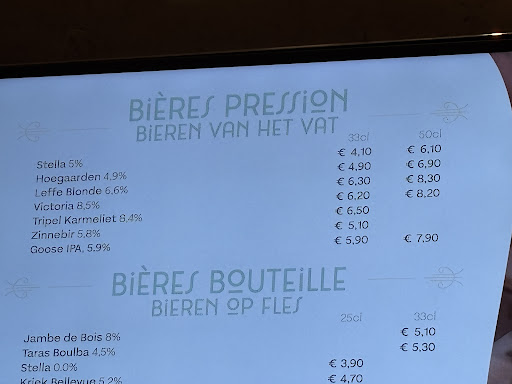 BIÈRES PRESSION
BIEREN VAN HET VAT
33cl 50cl
Stella 5% € 4,10 € 6,10
Hoegaarden 4,9% € 4,90 € 6,90
Leffe Blonde 6,6% € 6,30 € 8,30
Victoria 8,5% € 6,20 € 8,20
Tripel Karmeliet 8,4% € 6,50
Zinnebir 5,8% € 5,10
Goose IPA, 5.9% € 5,90 € 7,90
BIÈRES BOUTEILLE
BIEREN OP FLES
25cl 33cl
Jambe de Bois 8% € 5,10
Taras Boulba 4,5% € 5,30
Stella 0.0% € 3,90
Kriek Bellevue 5,2% € 4,70